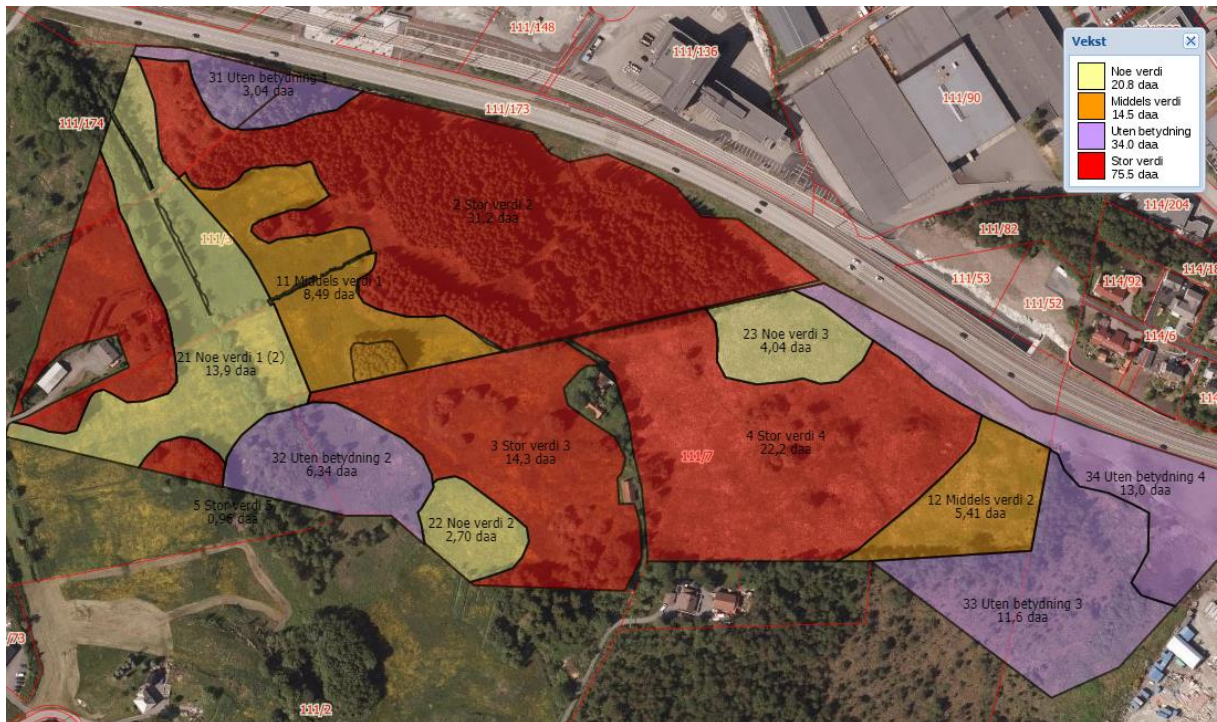 111/148
111/136
111/90
Vekst
Noe verdi
20.8 daa
Middels verdi
14.5 daa
Uten betydning
34.0 daa
Stor verdi
75.5 daa
31 Uten betydning 1
3,04 daa
111/173
111/174
2 Stor verdi 2
31,2 daa
114/204
111/82
111/53
111/52
114/92
114/6
11 Middels verdi 1
8,49 daa
21 Noe verdi 1 (2)
13,9 daa
23 Noe verdi 3
4,04 daa
3 Stor verdi 3
14,3 daa
4 Stor verdi 4
22,2 daa
111/7
32 Uten betydning 2
6,34 daa
34 Uten betydning 4
13,0 daa
5 Stor verdi 5
0,96 daa
22 Noe verdi 2
2,70 daa
12 Middels verdi 2
5,41 daa
33 Uten betydning 3
11,6 daa
111/2